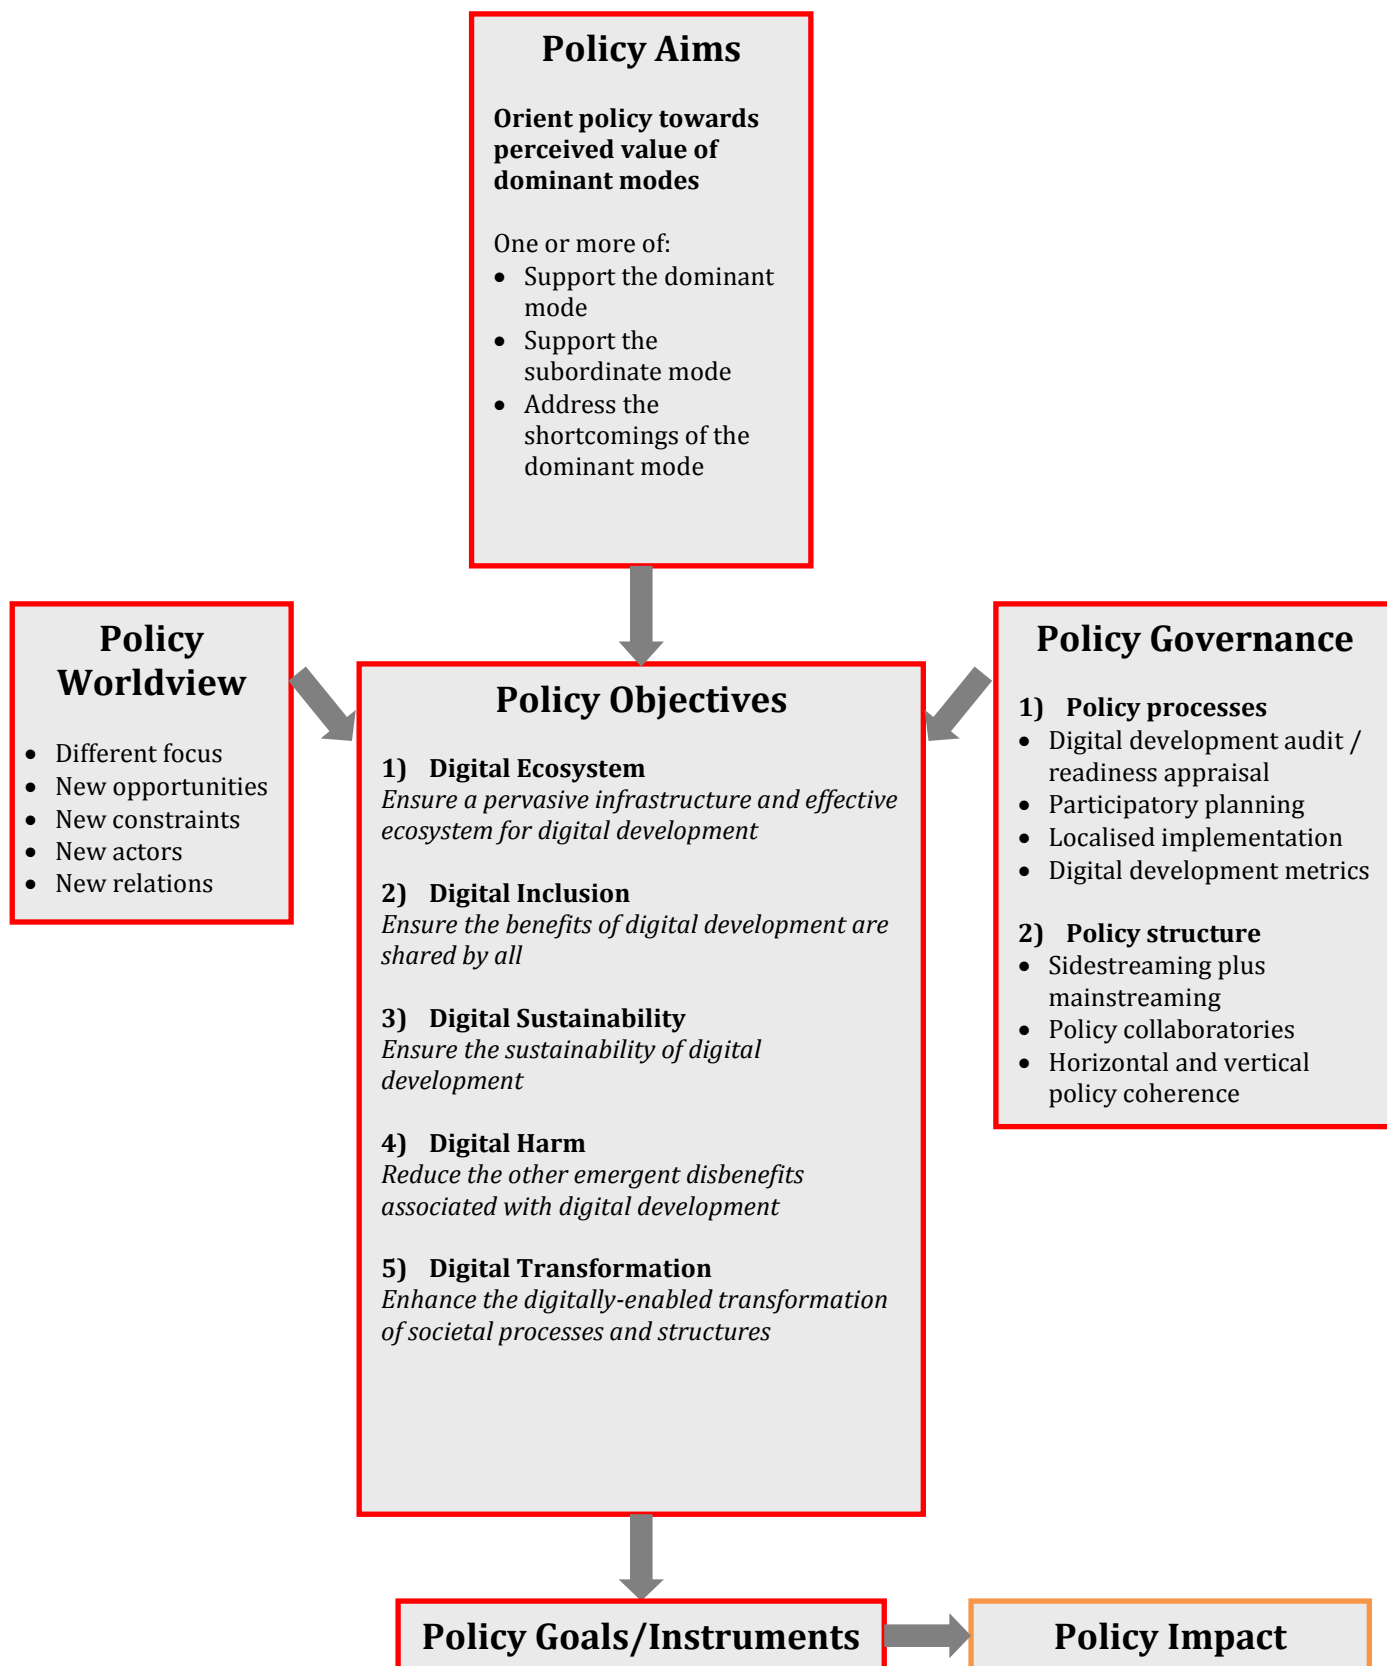 Policy Aims
Orient policy towards
perceived value of
dominant modes
One or more of:
• Support the dominant
mode
• Support the
subordinate mode
• Address the
shortcomings of the
dominant mode
Policy
Worldview
• Different focus
• New opportunities
• New constraints
• New actors
• New relations
Policy Objectives
1) Digital Ecosystem
Ensure a pervasive infrastructure and effective
ecosystem for digital development
2) Digital Inclusion
Ensure the benefits of digital development are
shared by all
3) Digital Sustainability
Ensure the sustainability of digital
development
4) Digital Harm
Reduce the other emergent disbenefits
associated with digital development
5) Digital Transformation
Enhance the digitally-enabled transformation
of societal processes and structures
Policy Governance
1) Policy processes
• Digital development audit /
readiness appraisal
• Participatory planning
• Localised implementation
• Digital development metrics
2) Policy structure
• Sidestreaming plus
mainstreaming
• Policy collaboratories
• Horizontal and vertical
policy coherence
Policy Goals/Instruments
Policy Impact